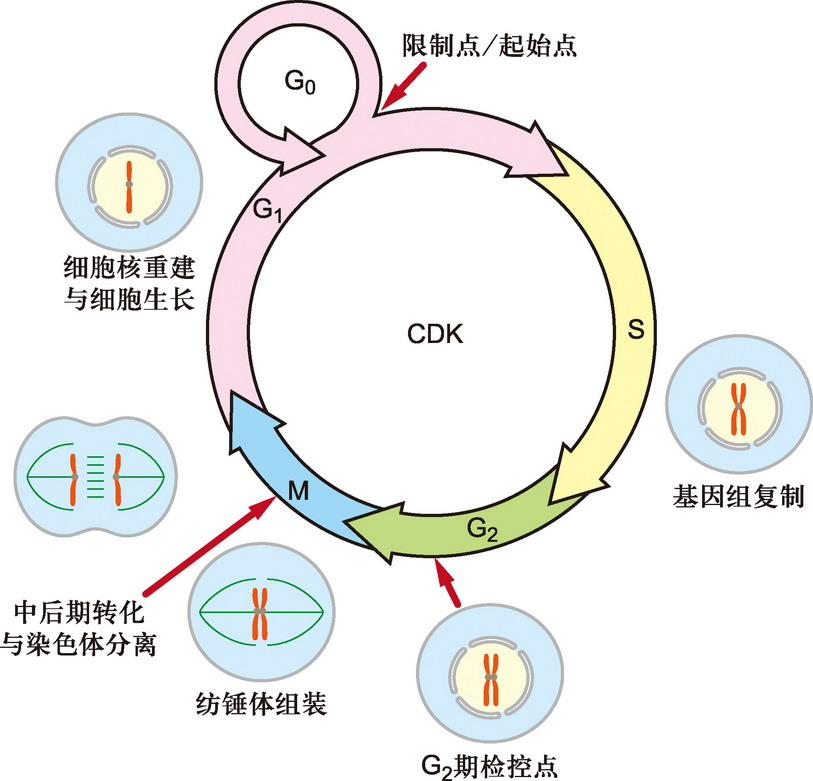 限制点/起始点
G₀
G₁
细胞核重建
与细胞生长
CDK
S
基因组复制
M
G₂
中后期转化
与染色体分离
纺锤体组装
G₂期检控点